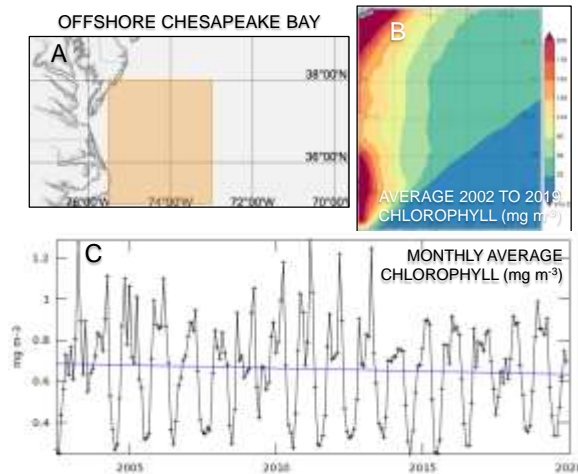 OFFSHORE CHESAPEAKE BAY
A
38°00'N
36°00'N
76°00'W 74°00'W 72°00'W 70°00'W
B
AVERAGE 2002 TO 2019
CHLOROPHYLL (mg m-3)
C
MONTHLY AVERAGE
CHLOROPHYLL (mg m-3)
1.2
1
0.8
0.6
0.4
mg m-3
2005 2010 2015